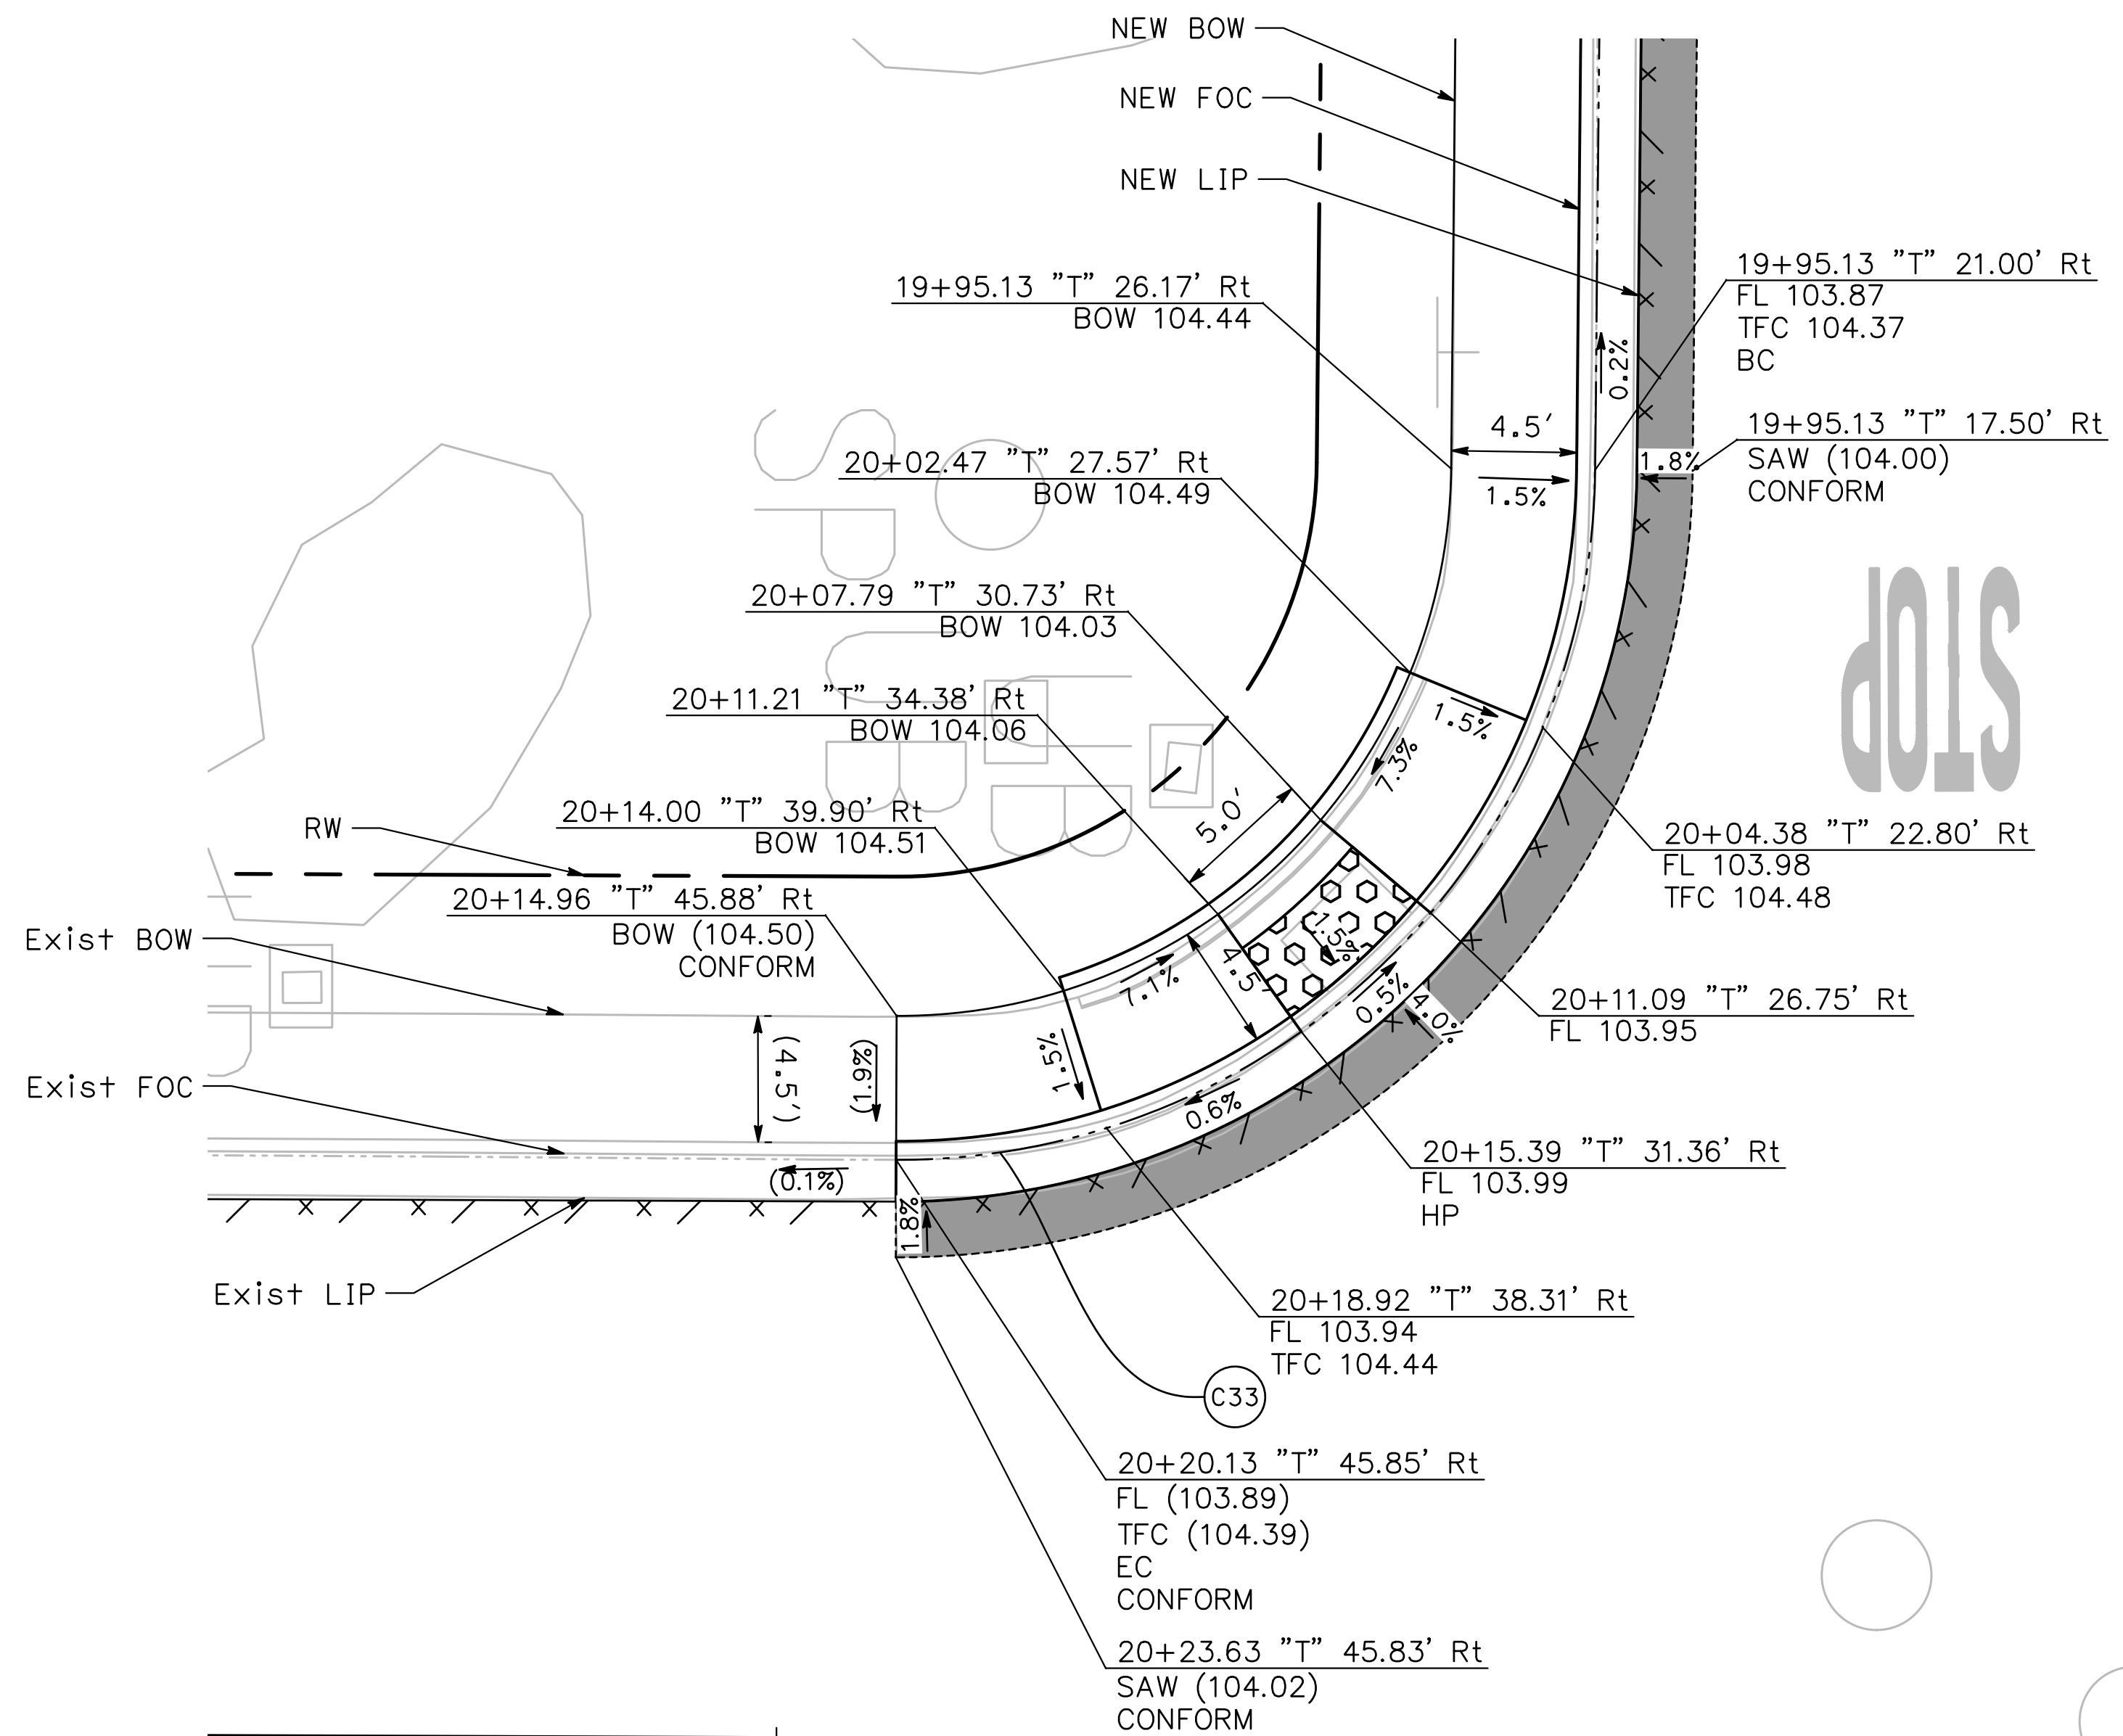 NEW BOW
NEW FOC
NEW LIP
19+95.13 "T" 26.17' Rt
BOW 104.44
19+95.13 "T" 21.00' Rt
FL 103.87
TFC 104.37
BC
0.2%
4.5'
19+95.13 "T" 17.50' Rt
SAW (104.00)
CONFORM
1.8%
1.5%
20+02.47 "T" 27.57' Rt
BOW 104.49
20+07.79 "T" 30.73' Rt
BOW 104.03
STOP
20+11.21 "T" 34.38' Rt
BOW 104.06
1.5%
7.3%
5.0'
20+14.00 "T" 39.90' Rt
BOW 104.51
RW
20+04.38 "T" 22.80' Rt
FL 103.98
TFC 104.48
20+14.96 "T" 45.88' Rt
BOW (104.50)
CONFORM
Exist BOW
1.5%
4.5'
7.1%
0.5%
4.0%
20+11.09 "T" 26.75' Rt
FL 103.95
(4.5')
(1.9%)
1.5%
Exist FOC
0.6%
20+15.39 "T" 31.36' Rt
FL 103.99
HP
(0.1%)
1.8%
Exist LIP
20+18.92 "T" 38.31' Rt
FL 103.94
TFC 104.44
C33
20+20.13 "T" 45.85' Rt
FL (103.89)
TFC (104.39)
EC
CONFORM
20+23.63 "T" 45.83' Rt
SAW (104.02)
CONFORM